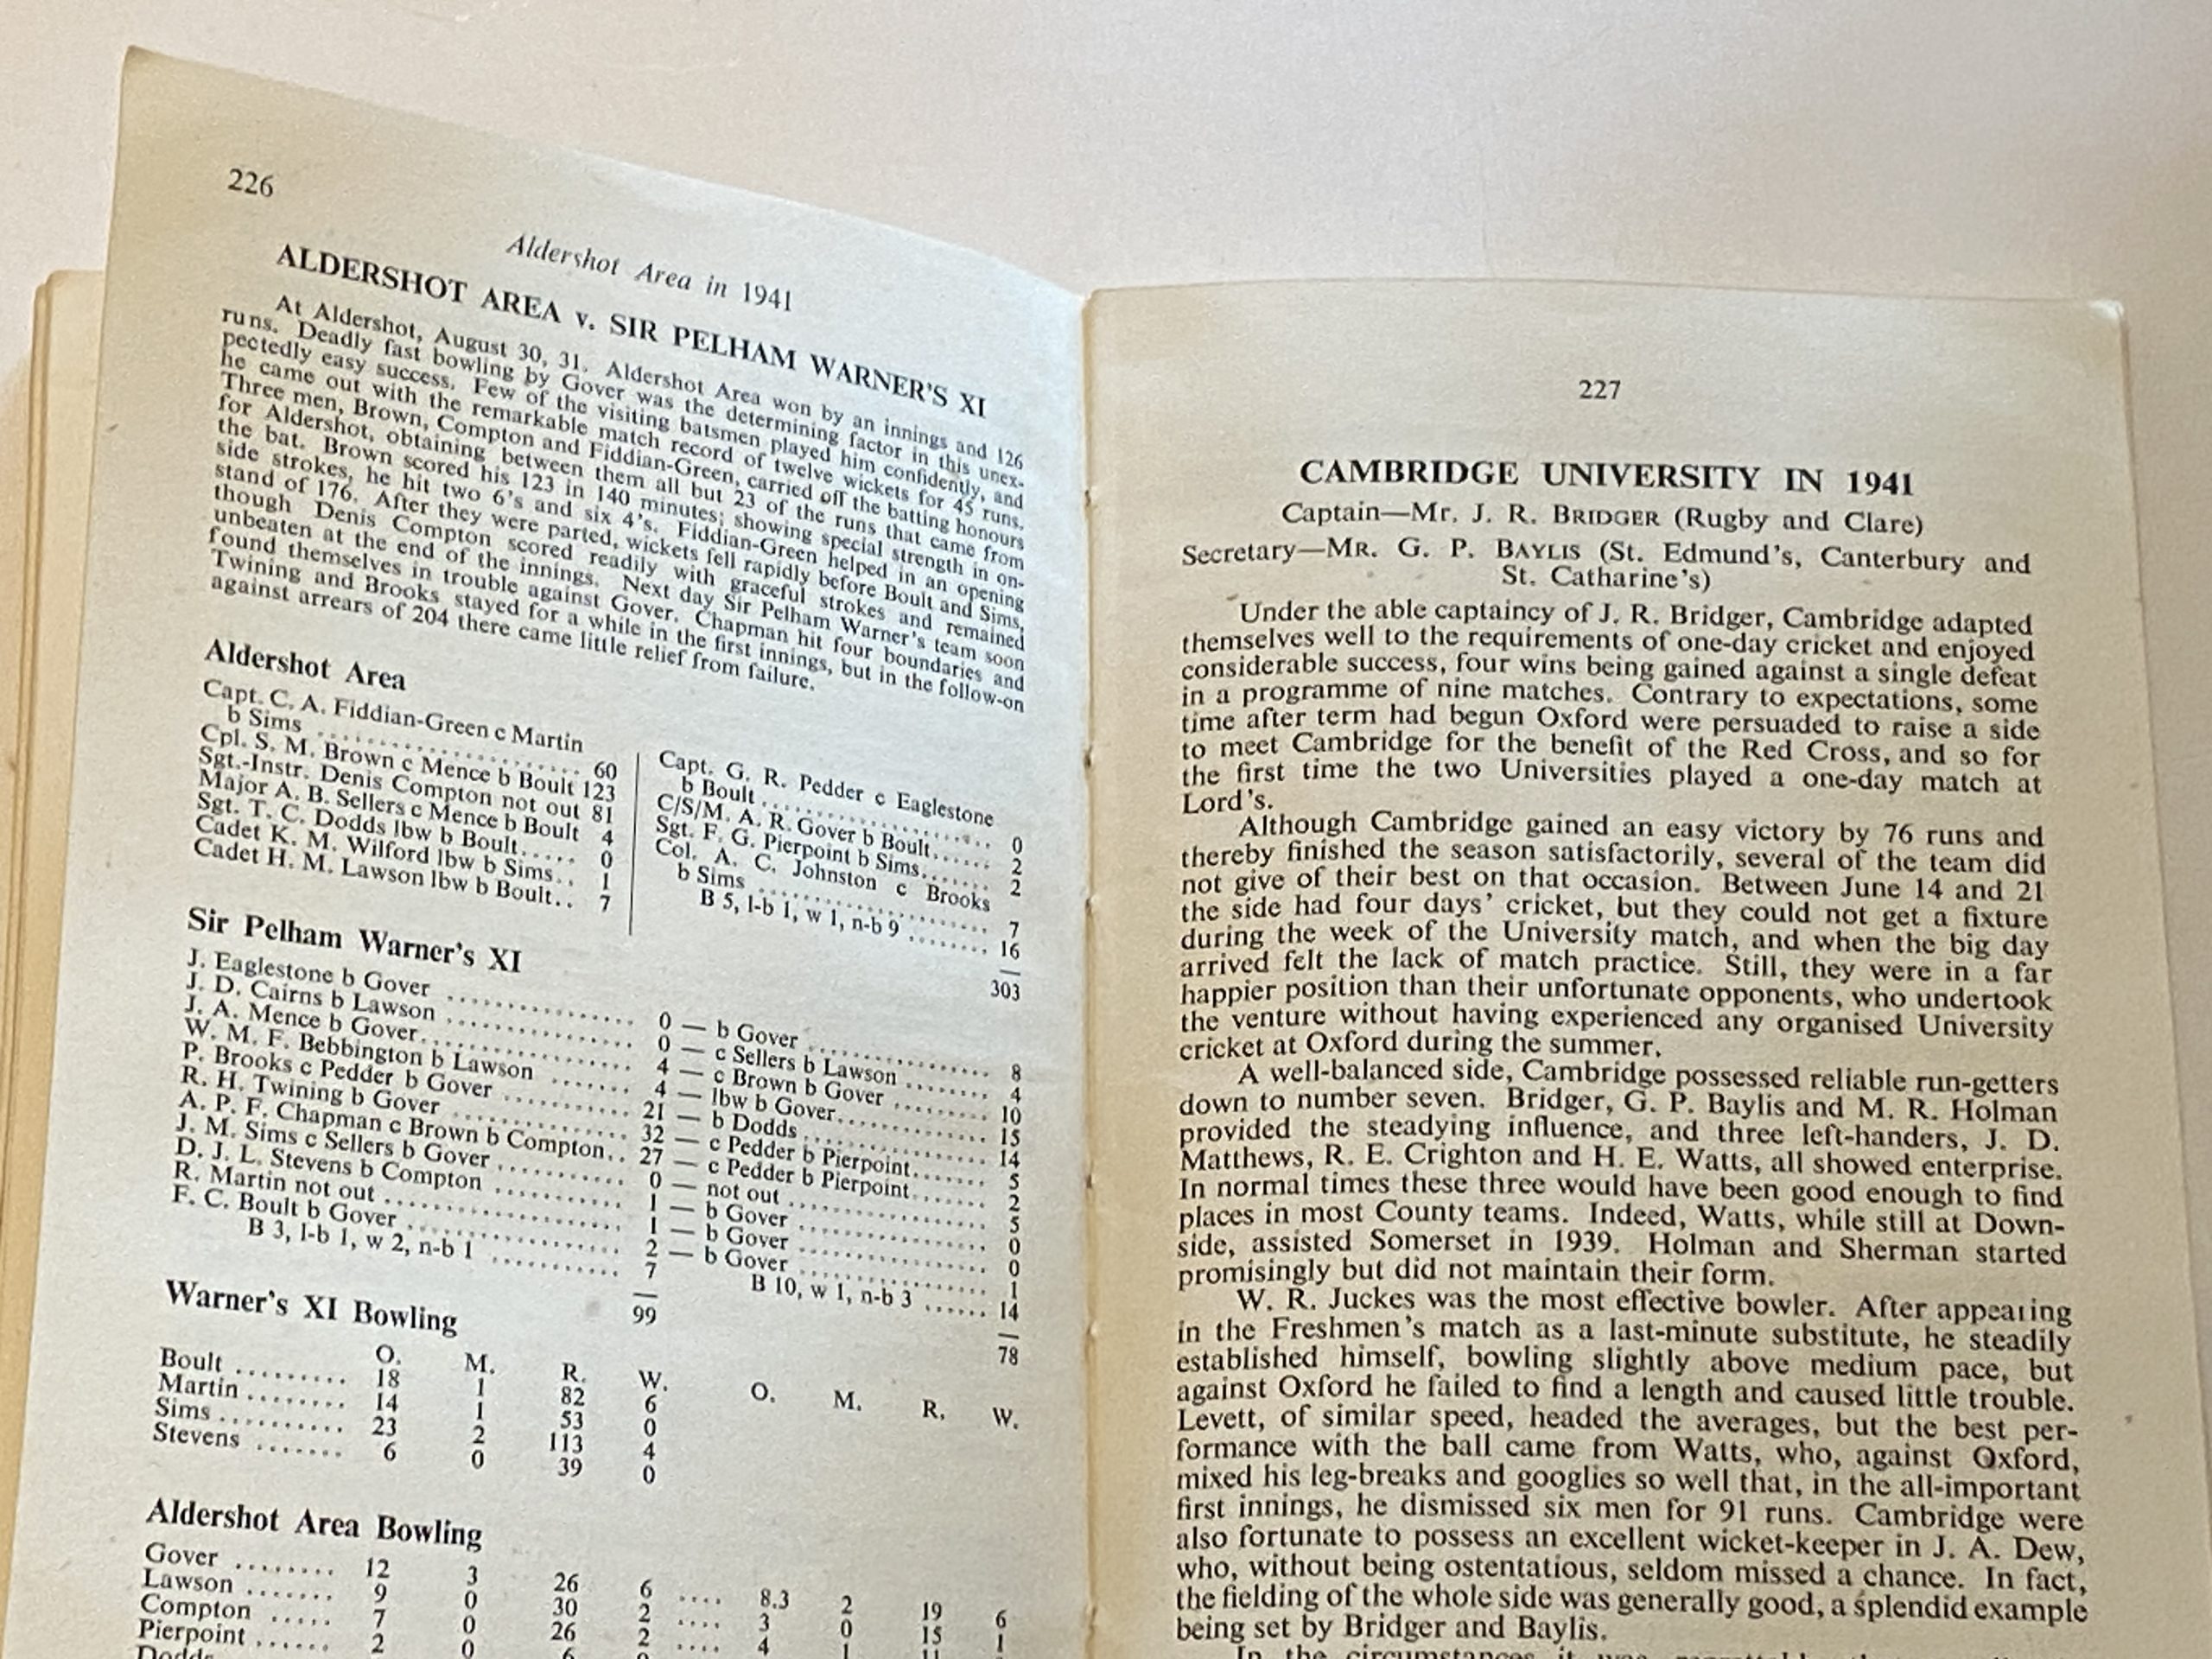 226
Aldershot Area in 1941
ALDERSHOT AREA v. SIR PELHAM WARNER'S XI
At Aldershot, August 30, 31. Aldershot Area won by an innings and 126
runs. Deadly fast bowling by Gover was the determining factor in this unex-
pectedly easy success. Few of the visiting batsmen played him confidently, and
he came out with the remarkable match record of twelve wickets for 45 runs.
Three men, Brown, Compton and Fiddian-Green, carried off the batting honours
for Aldershot, obtaining between them all but 23 of the runs that came from
the bat. Brown scored his 123 in 140 minutes; showing special strength in on-
side strokes, he hit two 6's and six 4's. Fiddian-Green helped in an opening
stand of 176. After they were parted, wickets fell rapidly before Boult and Sims,
though Denis Compton scored readily with graceful strokes and remained
unbeaten at the end of the innings. Next day Sir Pelham Warner's team soon
found themselves in trouble against Gover. Chapman hit four boundaries and
Twining and Brooks stayed for a while in the first innings, but in the follow-on
against arrears of 204 there came little relief from failure.
Aldershot Area
Capt. C. A. Fiddian-Green c Martin
b Sims .................... 60
Cpl. S. M. Brown c Mence b Boult 123
Sgt.-Instr. Denis Compton not out 81
Major A. B. Sellers c Mence b Boult 4
Sgt. T. C. Dodds lbw b Boult..... 0
Cadet K. M. Wilford lbw b Sims.. 1
Cadet H. M. Lawson lbw b Boult.. 7
Capt. G. R. Pedder c Eaglestone
b Boult .................... 0
C/S/M. A. R. Gover b Boult...... 2
Sgt. F. G. Pierpoint b Sims....... 2
Col. A. C. Johnston c Brooks
b Sims .................... 7
B 5, l-b 1, w 1, n-b 9 ........ 16
303
Sir Pelham Warner's XI
J. Eaglestone b Gover .................. 0 — b Gover ................ 8
J. D. Cairns b Lawson .................. 0 — c Sellers b Lawson ........ 4
J. A. Mence b Gover.................... 4 — c Brown b Gover .......... 10
W. M. F. Bebbington b Lawson ....... 4 — lbw b Gover.............. 15
P. Brooks c Pedder b Gover ............ 21 — b Dodds ................ 14
R. H. Twining b Gover ................ 32 — c Pedder b Pierpoint....... 5
A. P. F. Chapman c Brown b Compton.. 27 — c Pedder b Pierpoint....... 2
J. M. Sims c Sellers b Gover .......... 0 — not out ................ 5
D. J. L. Stevens b Compton ............ 1 — b Gover ................ 0
R. Martin not out .................... 1 — b Gover ................ 0
F. C. Boult b Gover .................. 2 — b Gover ................ 1
B 3, l-b 1, w 2, n-b 1 ............ 7 B 10, w 1, n-b 3 ...... 14
99 78
Warner's XI Bowling
O. M. R. W. O. M. R. W.
Boult ......... 18 1 82 6
Martin ........ 14 1 53 0
Sims .......... 23 2 113 4
Stevens ....... 6 0 39 0
Aldershot Area Bowling
Gover ........ 12 3 26 6 .... 8.3 2 19 6
Lawson ....... 9 0 30 2 .... 3 0 15 1
Compton ..... 7 0 26 2 .... 4 1
Pierpoint ...... 2 0 6
Dodds
227
CAMBRIDGE UNIVERSITY IN 1941
Captain—Mr. J. R. BRIDGER (Rugby and Clare)
Secretary—MR. G. P. BAYLIS (St. Edmund's, Canterbury and
St. Catharine's)
Under the able captaincy of J. R. Bridger, Cambridge adapted
themselves well to the requirements of one-day cricket and enjoyed
considerable success, four wins being gained against a single defeat
in a programme of nine matches. Contrary to expectations, some
time after term had begun Oxford were persuaded to raise a side
to meet Cambridge for the benefit of the Red Cross, and so for
the first time the two Universities played a one-day match at
Lord's.
Although Cambridge gained an easy victory by 76 runs and
thereby finished the season satisfactorily, several of the team did
not give of their best on that occasion. Between June 14 and 21
the side had four days' cricket, but they could not get a fixture
during the week of the University match, and when the big day
arrived felt the lack of match practice. Still, they were in a far
happier position than their unfortunate opponents, who undertook
the venture without having experienced any organised University
cricket at Oxford during the summer.
A well-balanced side, Cambridge possessed reliable run-getters
down to number seven. Bridger, G. P. Baylis and M. R. Holman
provided the steadying influence, and three left-handers, J. D.
Matthews, R. E. Crighton and H. E. Watts, all showed enterprise.
In normal times these three would have been good enough to find
places in most County teams. Indeed, Watts, while still at Down-
side, assisted Somerset in 1939. Holman and Sherman started
promisingly but did not maintain their form.
W. R. Juckes was the most effective bowler. After appearing
in the Freshmen's match as a last-minute substitute, he steadily
established himself, bowling slightly above medium pace, but
against Oxford he failed to find a length and caused little trouble.
Levett, of similar speed, headed the averages, but the best per-
formance with the ball came from Watts, who, against Oxford,
mixed his leg-breaks and googlies so well that, in the all-important
first innings, he dismissed six men for 91 runs. Cambridge were
also fortunate to possess an excellent wicket-keeper in J. A. Dew,
who, without being ostentatious, seldom missed a chance. In fact,
the fielding of the whole side was generally good, a splendid example
being set by Bridger and Baylis.
In the circumstances it was